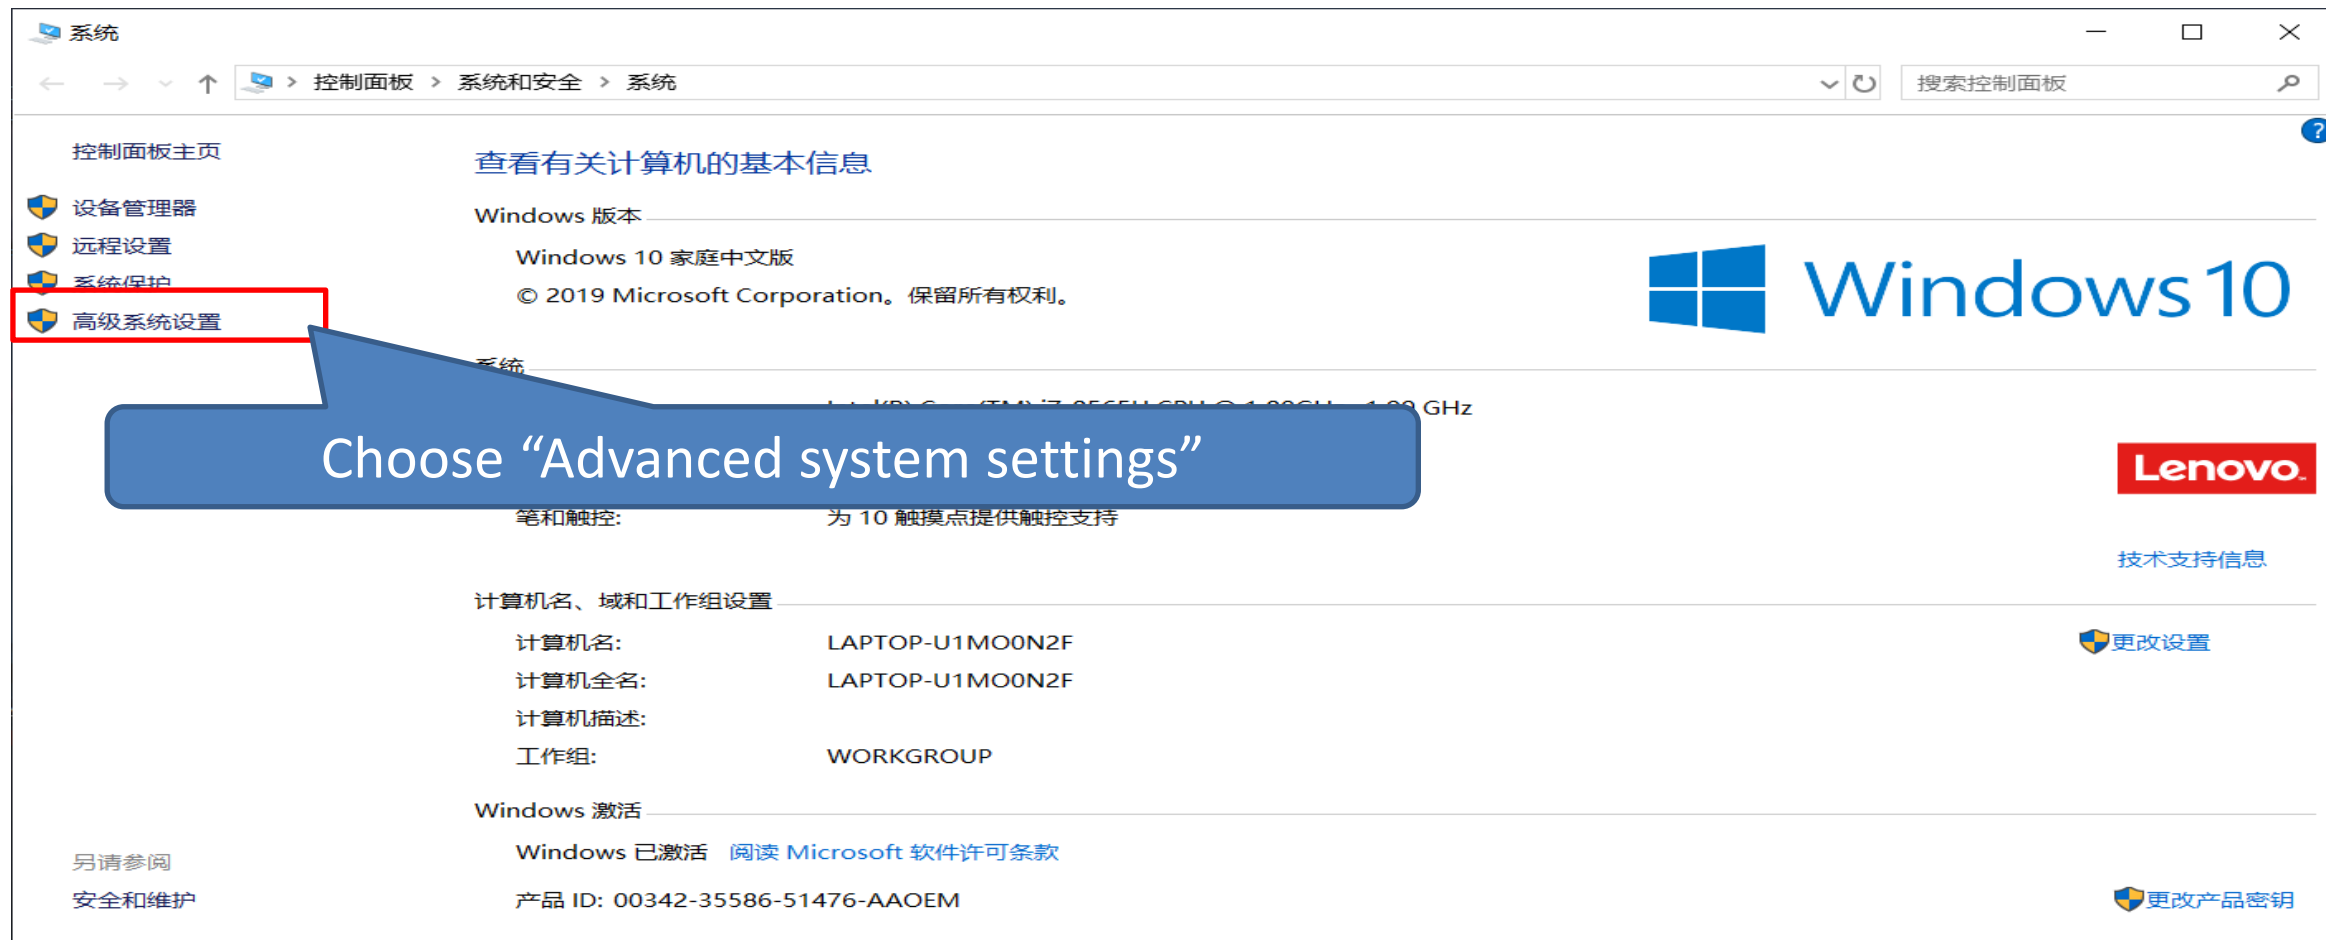 系统
控制面板 > 系统和安全 > 系统
搜索控制面板
控制面板主页
设备管理器
远程设置
系统保护
高级系统设置
查看有关计算机的基本信息
Windows 版本
Windows 10 家庭中文版
© 2019 Microsoft Corporation。保留所有权利。
Windows 10
系统
GHz
Choose “Advanced system settings”
Lenovo
笔和触控: 为 10 触摸点提供触控支持
技术支持信息
计算机名、域和工作组设置
计算机名: LAPTOP-U1MO0N2F
更改设置
计算机全名: LAPTOP-U1MO0N2F
计算机描述:
工作组: WORKGROUP
Windows 激活
Windows 已激活 阅读 Microsoft 软件许可条款
产品 ID: 00342-35586-51476-AAOEM
更改产品密钥
另请参阅
安全和维护